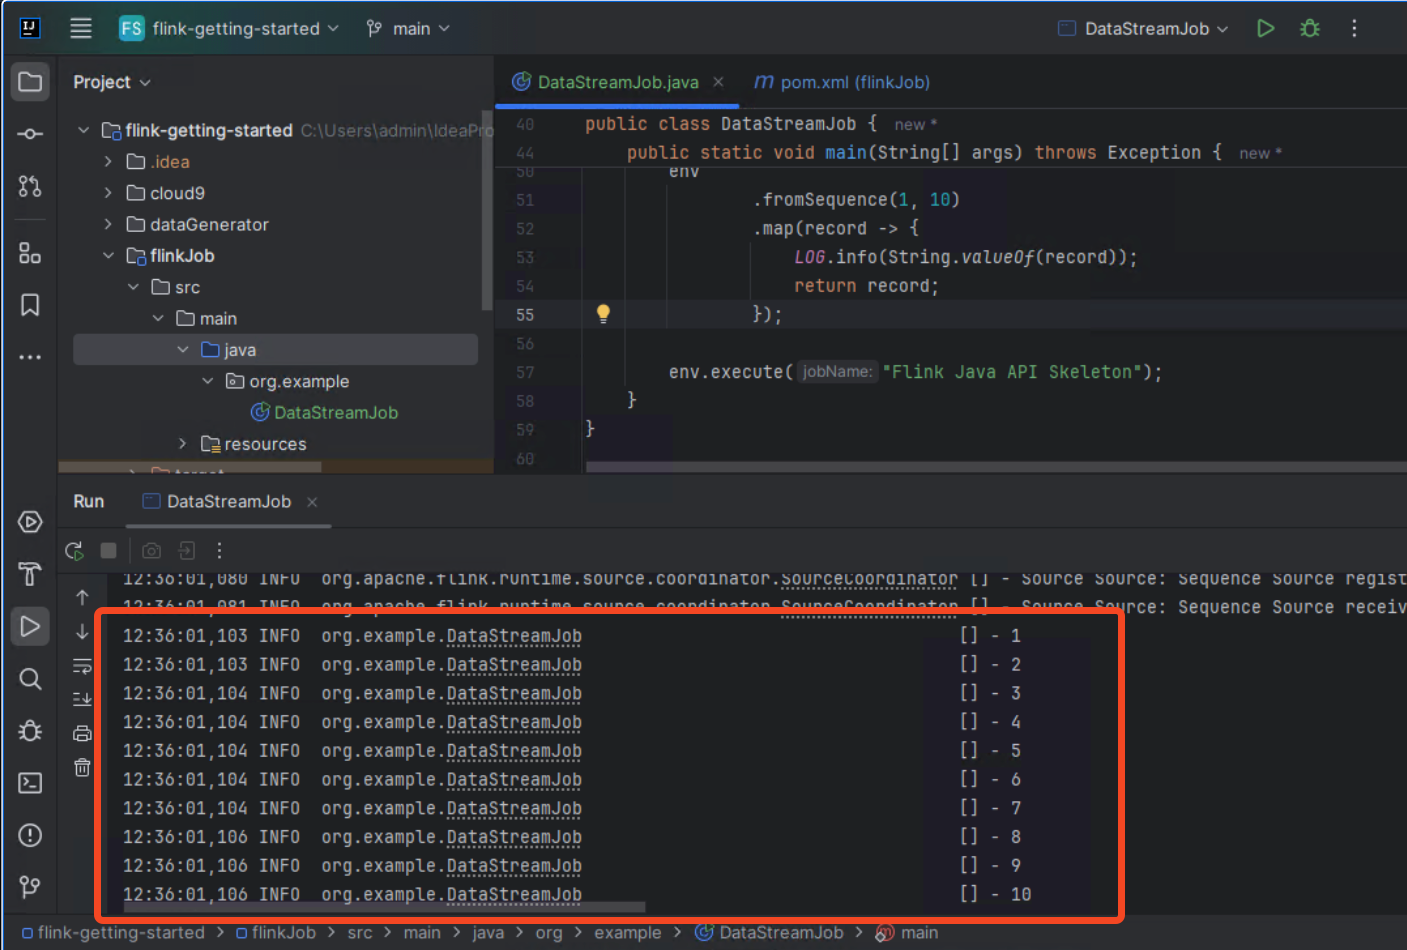 FS flink-getting-started main DataStreamJob
Project
DataStreamJob.java pom.xml (flinkJob)
flink-getting-started C:\Users\admin\IdeaPro
.idea
cloud9
dataGenerator
flinkJob
src
main
java
org.example
DataStreamJob
resources
target
40 public class DataStreamJob { new *
44 public static void main(String[] args) throws Exception { new *
50 env
51 .fromSequence(1, 10)
52 .map(record -> {
53 LOG.info(String.valueOf(record));
54 return record;
55 });
56
57 env.execute( jobName: "Flink Java API Skeleton");
58 }
59 }
60
Run DataStreamJob
12:36:01,080 INFO org.apache.flink.runtime.source.coordinator.SourceCoordinator [] - Source Source: Sequence Source regist
12:36:01,081 INFO org.apache.flink.runtime.source.coordinator.SourceCoordinator [] - Source Source: Sequence Source receiv
12:36:01,103 INFO org.example.DataStreamJob [] - 1
12:36:01,103 INFO org.example.DataStreamJob [] - 2
12:36:01,104 INFO org.example.DataStreamJob [] - 3
12:36:01,104 INFO org.example.DataStreamJob [] - 4
12:36:01,104 INFO org.example.DataStreamJob [] - 5
12:36:01,104 INFO org.example.DataStreamJob [] - 6
12:36:01,104 INFO org.example.DataStreamJob [] - 7
12:36:01,106 INFO org.example.DataStreamJob [] - 8
12:36:01,106 INFO org.example.DataStreamJob [] - 9
12:36:01,106 INFO org.example.DataStreamJob [] - 10
flink-getting-started > flinkJob > src > main > java > org > example > DataStreamJob > main